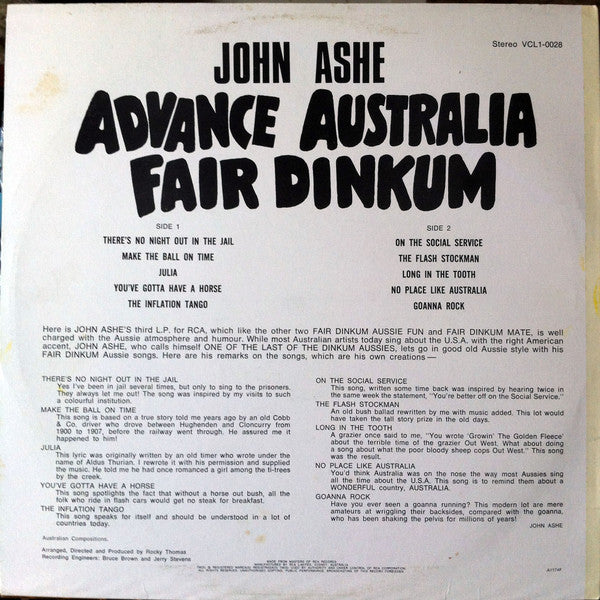 Stereo VCL1-0028
JOHN ASHE
ADVANCE AUSTRALIA
FAIR DINKUM
SIDE 1
THERE'S NO NIGHT OUT IN THE JAIL
MAKE THE BALL ON TIME
JULIA
YOU'VE GOTTA HAVE A HORSE
THE INFLATION TANGO
SIDE 2
ON THE SOCIAL SERVICE
THE FLASH STOCKMAN
LONG IN THE TOOTH
NO PLACE LIKE AUSTRALIA
GOANNA ROCK
Here is JOHN ASHE'S third L.P. for RCA, which like the other two FAIR DINKUM AUSSIE FUN and FAIR DINKUM MATE, is well
charged with the Aussie atmosphere and humour. While most Australian artists today sing about the U.S.A. with the right American
accent, JOHN ASHE, who calls himself ONE OF THE LAST OF THE DINKUM AUSSIES, lets go in good old Aussie style with his
FAIR DINKUM Aussie songs. Here are his remarks on the songs, which are his own creations —
THERE'S NO NIGHT OUT IN THE JAIL
Yes I've been in jail several times, but only to sing to the prisoners.
They always let me out! The song was inspired by my visits to such
a colourful institution.
MAKE THE BALL ON TIME
This song is based on a true story told me years ago by an old Cobb
& Co. driver who drove between Hughenden and Cloncurry from
1900 to 1907, before the railway went through. He assured me it
happened to him!
JULIA
This lyric was originally written by an old timer who wrote under the
name of Aldus Thurian. I rewrote it with his permission and supplied
the music. He told me he had once romanced a girl among the ti-trees
by the creek.
YOU'VE GOTTA HAVE A HORSE
This song spotlights the fact that without a horse out bush, all the
folk who ride in flash cars would get no steak for breakfast.
THE INFLATION TANGO
This song speaks for itself and should be understood in a lot of
countries today.
Australian Compositions.
Arranged, Directed and Produced by Rocky Thomas
Recording Engineers: Bruce Brown and Jerry Stevens
ON THE SOCIAL SERVICE
This song, written some time back was inspired by hearing twice in
the same week the statement, "You're better off on the Social Service."
THE FLASH STOCKMAN
An old bush ballad rewritten by me with music added. This lot would
have taken the tall story prize in the old days.
LONG IN THE TOOTH
A grazier once said to me, "You wrote 'Growin' The Golden Fleece'
about the terrible time of the grazier Out West. What about doing
a song about what the poor bloody sheep cops Out West." This song
was the result.
NO PLACE LIKE AUSTRALIA
You'd think Australia was on the nose the way most Aussies sing
all the time about the U.S.A. This song is to remind them about a
WONDERFUL country, AUSTRALIA.
GOANNA ROCK
Have you ever seen a goanna running? This modern lot are mere
amateurs at wriggling their backsides, compared with the goanna,
who has been shaking the pelvis for millions of years!
JOHN ASHE
MADE FROM MASTERS OF RCA RECORDS
BY RCA LIMITED, SYDNEY, AUSTRALIA